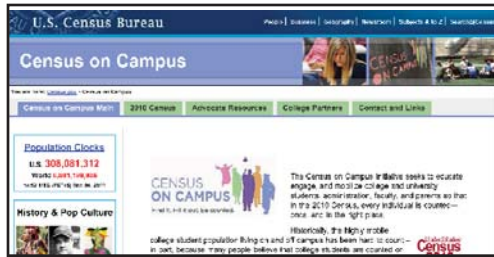 U.S. Census Bureau
People | Business | Geography | Newsroom | Subjects A to Z |
Census on Campus
CENSUS ON CAMPUS
Census on Campus Main 2010 Census Advocate Resources College Partners Contact and Links
Population Clocks
U.S. 308,081,312
World
History & Pop Culture
CENSUS
ON CAMPUS
The Census on Campus Initiative seeks to educate
engage, and mobilize college and university
students, administration, faculty, and parents so that
in the 2010 Census, every individual is counted—
once, and in the right place.
Historically, the highly mobile
college student population living on and off campus has been hard to count –
in part, because many people believe that college students are counted on
Census